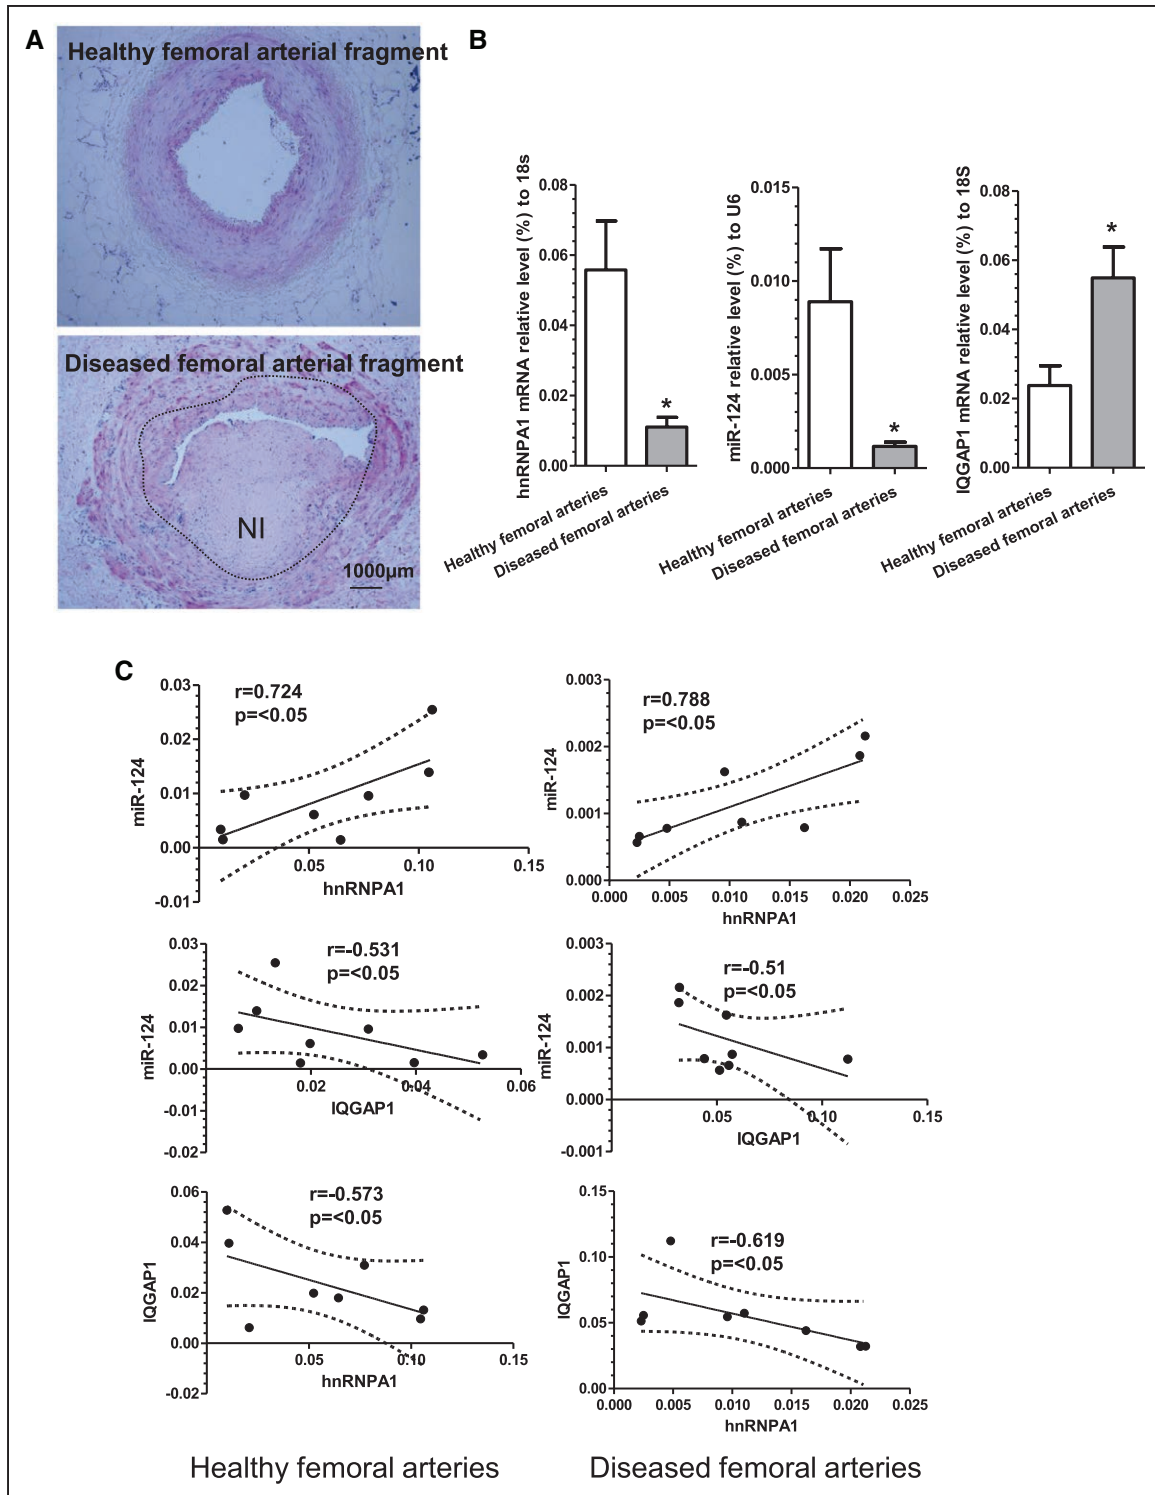 A
Healthy femoral arterial fragment
Diseased femoral arterial fragment
NI
1000µm
B
hnRNPA1 mRNA relative level (%) to 18s
0.08
0.06
0.04
0.02
0.00
*
Healthy femoral arteries
Diseased femoral arteries
miR-124 relative level (%) to U6
0.015
0.010
0.005
0.000
*
Healthy femoral arteries
Diseased femoral arteries
IQGAP1 mRNA relative level (%) to 18S
0.08
0.06
0.04
0.02
0.00
*
Healthy femoral arteries
Diseased femoral arteries
C
r=0.724
p=<0.05
miR-124
0.03
0.02
0.01
0.00
-0.01
0.05 0.10 0.15
hnRNPA1
r=0.788
p=<0.05
miR-124
0.003
0.002
0.001
0.000
0.000 0.005 0.010 0.015 0.020 0.025
hnRNPA1
r=-0.531
p=<0.05
miR-124
0.03
0.02
0.01
0.00
-0.01
-0.02
0.02 0.04 0.06
IQGAP1
r=-0.51
p=<0.05
miR-124
0.003
0.002
0.001
0.000
-0.001
0.05 0.10 0.15
IQGAP1
r=-0.573
p=<0.05
IQGAP1
0.06
0.04
0.02
0.00
-0.02
0.05 0.10 0.15
hnRNPA1
r=-0.619
p=<0.05
IQGAP1
0.15
0.10
0.05
0.00
0.000 0.005 0.010 0.015 0.020 0.025
hnRNPA1
Healthy femoral arteries
Diseased femoral arteries